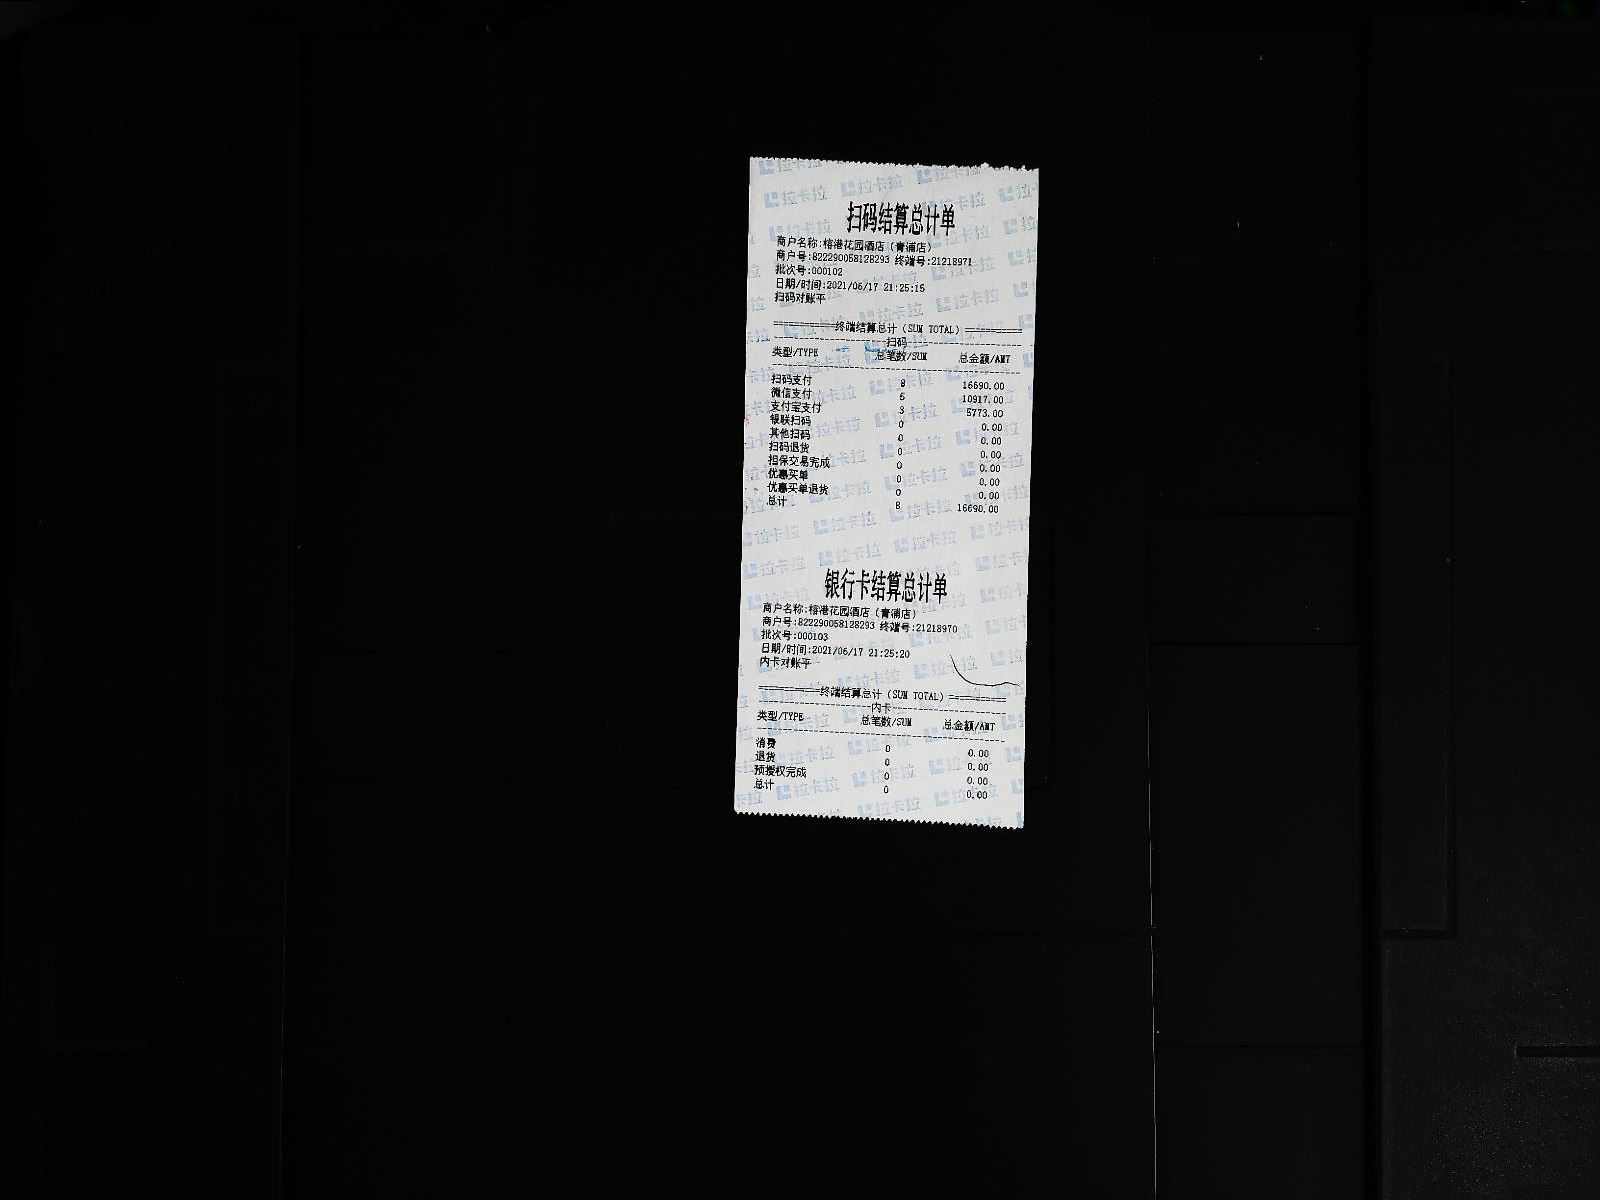 扫码结算总计单
商户名称:榕港花园酒店(青浦店)
商户号:822290058128293 终端号:21218971
批次号:000102
日期/时间:2021/06/17 21:25:15
扫码对账平
===========终端结算总计(SUM TOTAL)===========
扫码
类型/TYPE 总笔数/SUM 总金额/AMT
扫码支付 8 16690.00
微信支付 5 10917.00
支付宝支付 3 5773.00
银联扫码 0 0.00
其他扫码 0 0.00
扫码退货 0 0.00
担保交易完成 0 0.00
优惠买单 0 0.00
优惠买单退货 0 0.00
总计 8 16690.00
银行卡结算总计单
商户名称:榕港花园酒店(青浦店)
商户号:822290058128293 终端号:21218970
批次号:000103
日期/时间:2021/06/17 21:25:20
内卡对账平
===========终端结算总计(SUM TOTAL)===========
内卡
类型/TYPE 总笔数/SUM 总金额/AMT
消费 0 0.00
退货 0 0.00
预授权完成 0 0.00
总计 0 0.00